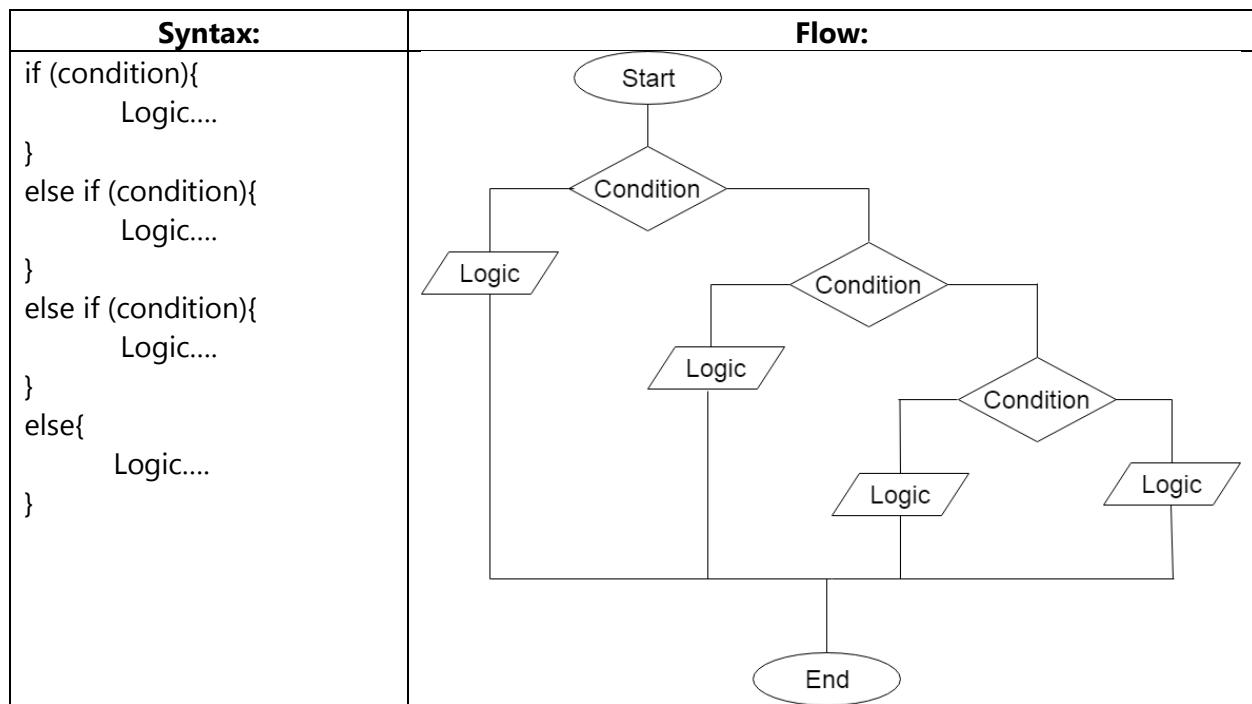 Syntax:
Flow:
if (condition){
Logic....
}
else if (condition){
Logic....
}
else if (condition){
Logic....
}
else{
Logic....
}
Start
Condition
Logic
Condition
Logic
Condition
Logic
Logic
End